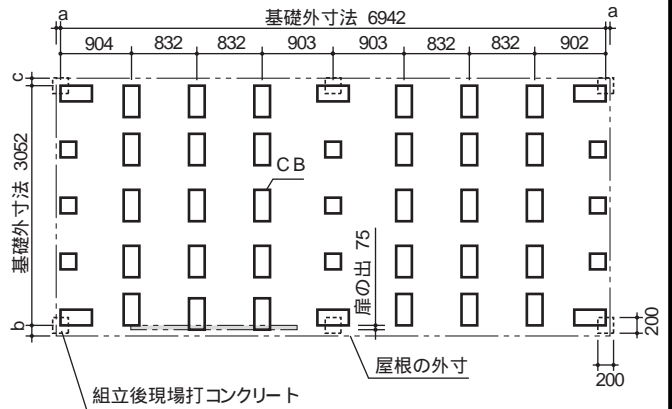 a 基礎外寸法 6942 a
904 832 832 903 903 832 832 902
c
基礎外寸法 3052
CB
扉の出 75
b
屋根の外寸
200
200
組立後現場打コンクリート